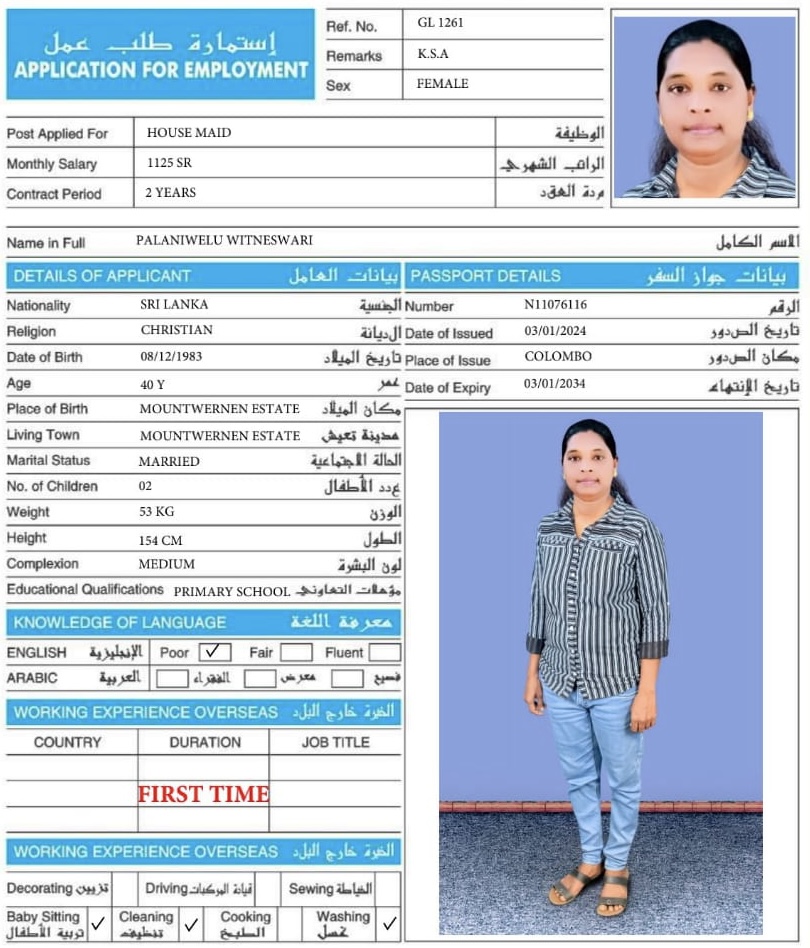 إستمارة طلب عمل
APPLICATION FOR EMPLOYMENT
Ref. No. GL 1261
Remarks K.S.A
Sex FEMALE
Post Applied For HOUSE MAID الوظيفة
Monthly Salary 1125 SR الراتب الشهري
Contract Period 2 YEARS مدة العقد
Name in Full PALANIWELU WITNESWARI الاسم الكامل
DETAILS OF APPLICANT بيانات العامل
Nationality SRI LANKA الجنسية
Religion CHRISTIAN الديانة
Date of Birth 08/12/1983 تاريخ الميلاد
Age 40 Y عمر
Place of Birth MOUNTWERNEN ESTATE مكان الميلاد
Living Town MOUNTWERNEN ESTATE مدينة تعيش
Marital Status MARRIED الحالة الاجتماعية
No. of Children 02 عدد الأطفال
Weight 53 KG الوزن
Height 154 CM الطول
Complexion MEDIUM لون البشرة
Educational Qualifications PRIMARY SCHOOL مؤهلات التعاوني
PASSPORT DETAILS بيانات جواز السفر
Number N11076116 الرقم
Date of Issued 03/01/2024 تاريخ الصدور
Place of Issue COLOMBO مكان الصدور
Date of Expiry 03/01/2034 تاريخ الإنتهاء
KNOWLEDGE OF LANGUAGE معرفة اللغة
ENGLISH الإنجليزية Poor ✓ Fair Fluent
ARABIC العربية الفقراء معرض فصيح
WORKING EXPERIENCE OVERSEAS الخبرة خارج البلد
COUNTRY DURATION JOB TITLE
FIRST TIME
WORKING EXPERIENCE OVERSEAS الخبرة خارج البلد
Decorating تزيين Driving قيادة المركبات Sewing الخياطة
Baby Sitting ✓ Cleaning ✓ Cooking Washing ✓
تربية الأطفال تنظيف الطبخ غسل